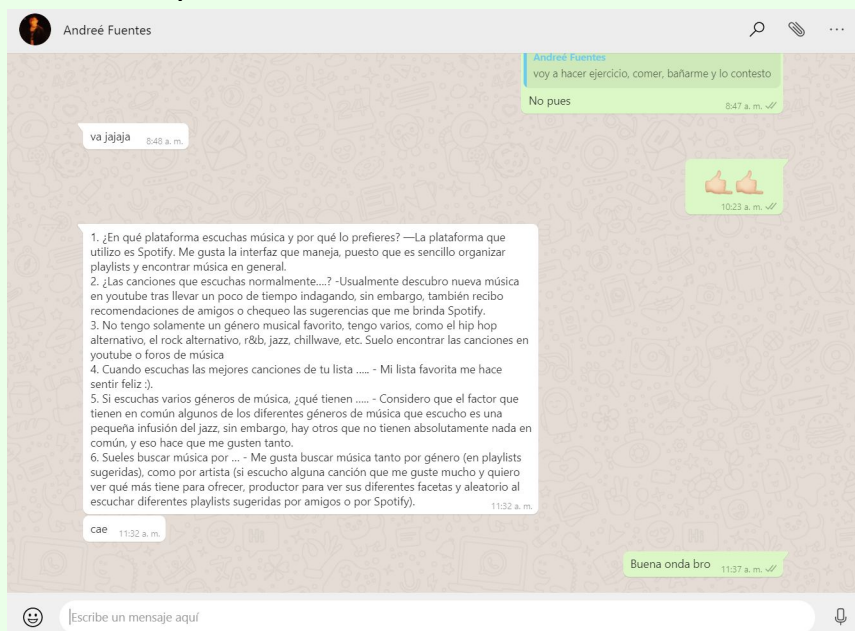 Andreé Fuentes
Andreé Fuentes
voy a hacer ejercicio, comer, bañarme y lo contesto
No pues
8:47 a. m.
va jajaja
8:48 a. m.
10:23 a. m.
1. ¿En qué plataforma escuchas música y por qué lo prefieres? —La plataforma que
utilizo es Spotify. Me gusta la interfaz que maneja, puesto que es sencillo organizar
playlists y encontrar música en general.
2. ¿Las canciones que escuchas normalmente....? -Usualmente descubro nueva música
en youtube tras llevar un poco de tiempo indagando, sin embargo, también recibo
recomendaciones de amigos o chequeo las sugerencias que me brinda Spotify.
3. No tengo solamente un género musical favorito, tengo varios, como el hip hop
alternativo, el rock alternativo, r&b, jazz, chillwave, etc. Suelo encontrar las canciones en
youtube o foros de música
4. Cuando escuchas las mejores canciones de tu lista ..... - Mi lista favorita me hace
sentir feliz :).
5. Si escuchas varios géneros de música, ¿qué tienen ..... - Considero que el factor que
tienen en común algunos de los diferentes géneros de música que escucho es una
pequeña infusión del jazz, sin embargo, hay otros que no tienen absolutamente nada en
común, y eso hace que me gusten tanto.
6. Sueles buscar música por ... - Me gusta buscar música tanto por género (en playlists
sugeridas), como por artista (si escucho alguna canción que me guste mucho y quiero
ver qué más tiene para ofrecer, productor para ver sus diferentes facetas y aleatorio al
escuchar diferentes playlists sugeridas por amigos o por Spotify).
11:32 a. m.
cae
11:32 a. m.
Buena onda bro
11:37 a. m.
Escribe un mensaje aquí